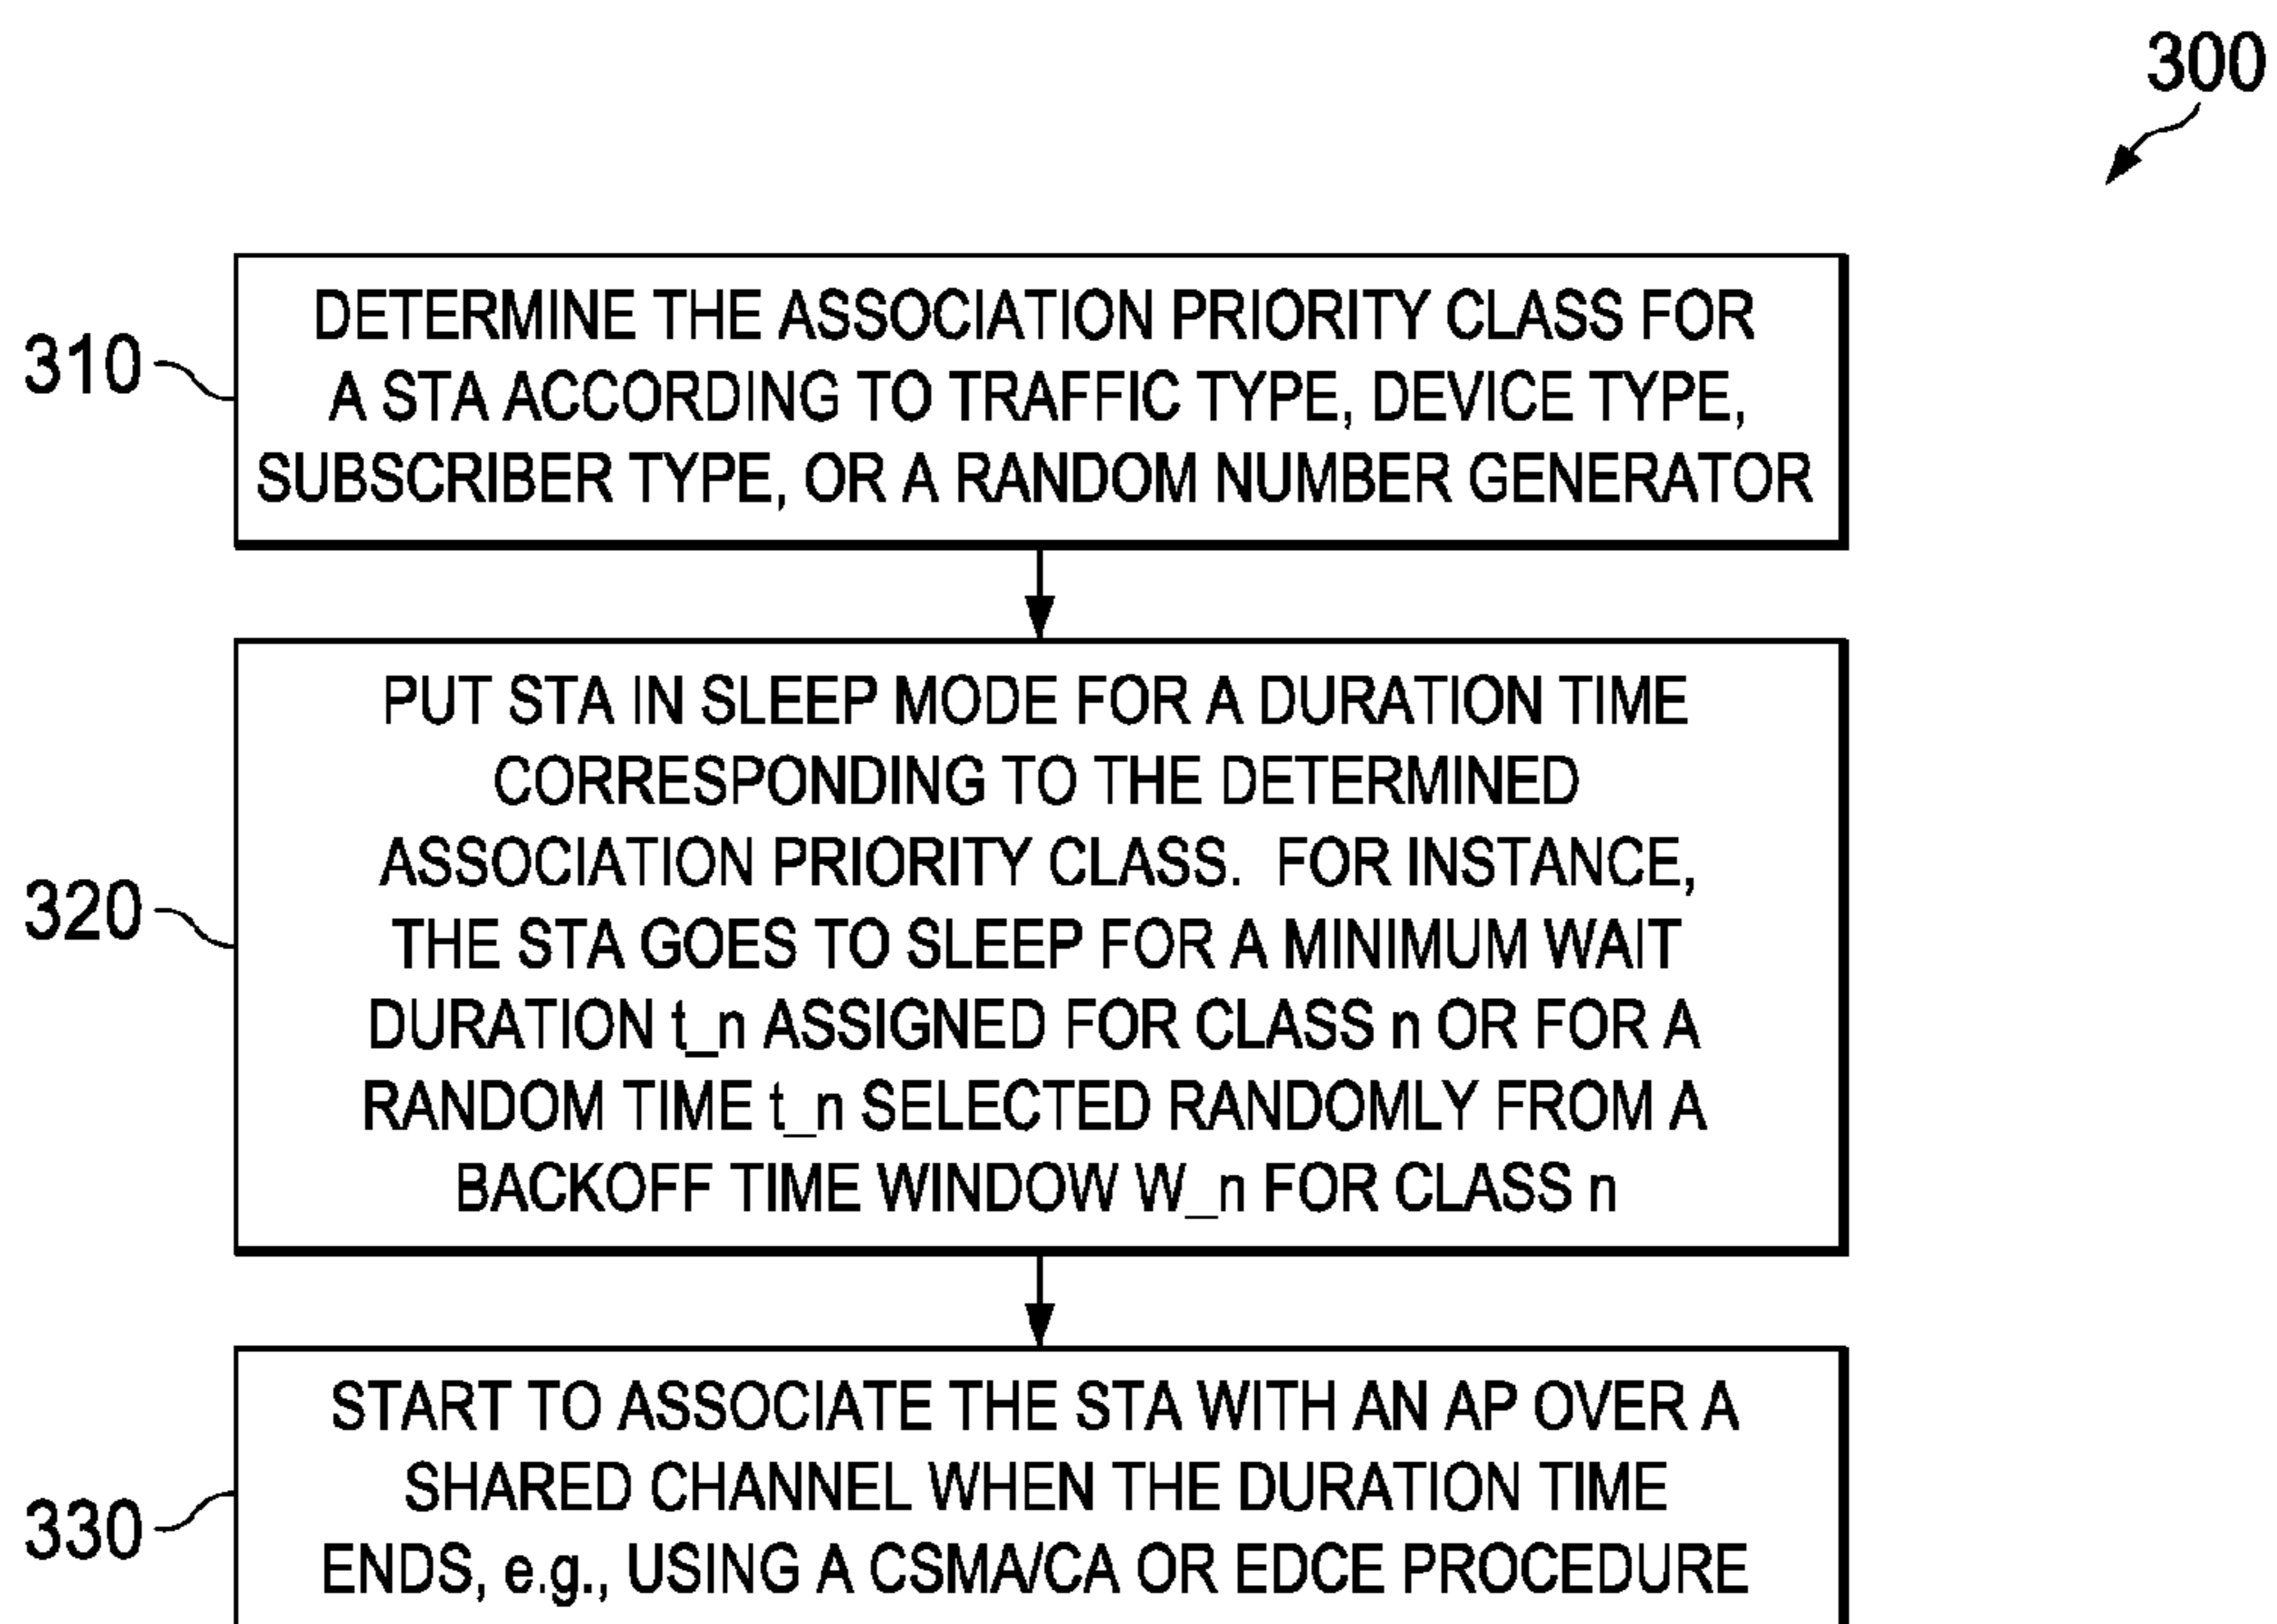 300
310
DETERMINE THE ASSOCIATION PRIORITY CLASS FOR
A STA ACCORDING TO TRAFFIC TYPE, DEVICE TYPE,
SUBSCRIBER TYPE, OR A RANDOM NUMBER GENERATOR
320
PUT STA IN SLEEP MODE FOR A DURATION TIME
CORRESPONDING TO THE DETERMINED
ASSOCIATION PRIORITY CLASS. FOR INSTANCE,
THE STA GOES TO SLEEP FOR A MINIMUM WAIT
DURATION t_n ASSIGNED FOR CLASS n OR FOR A
RANDOM TIME t_n SELECTED RANDOMLY FROM A
BACKOFF TIME WINDOW W_n FOR CLASS n
330
START TO ASSOCIATE THE STA WITH AN AP OVER A
SHARED CHANNEL WHEN THE DURATION TIME
ENDS, e.g., USING A CSMA/CA OR EDCE PROCEDURE